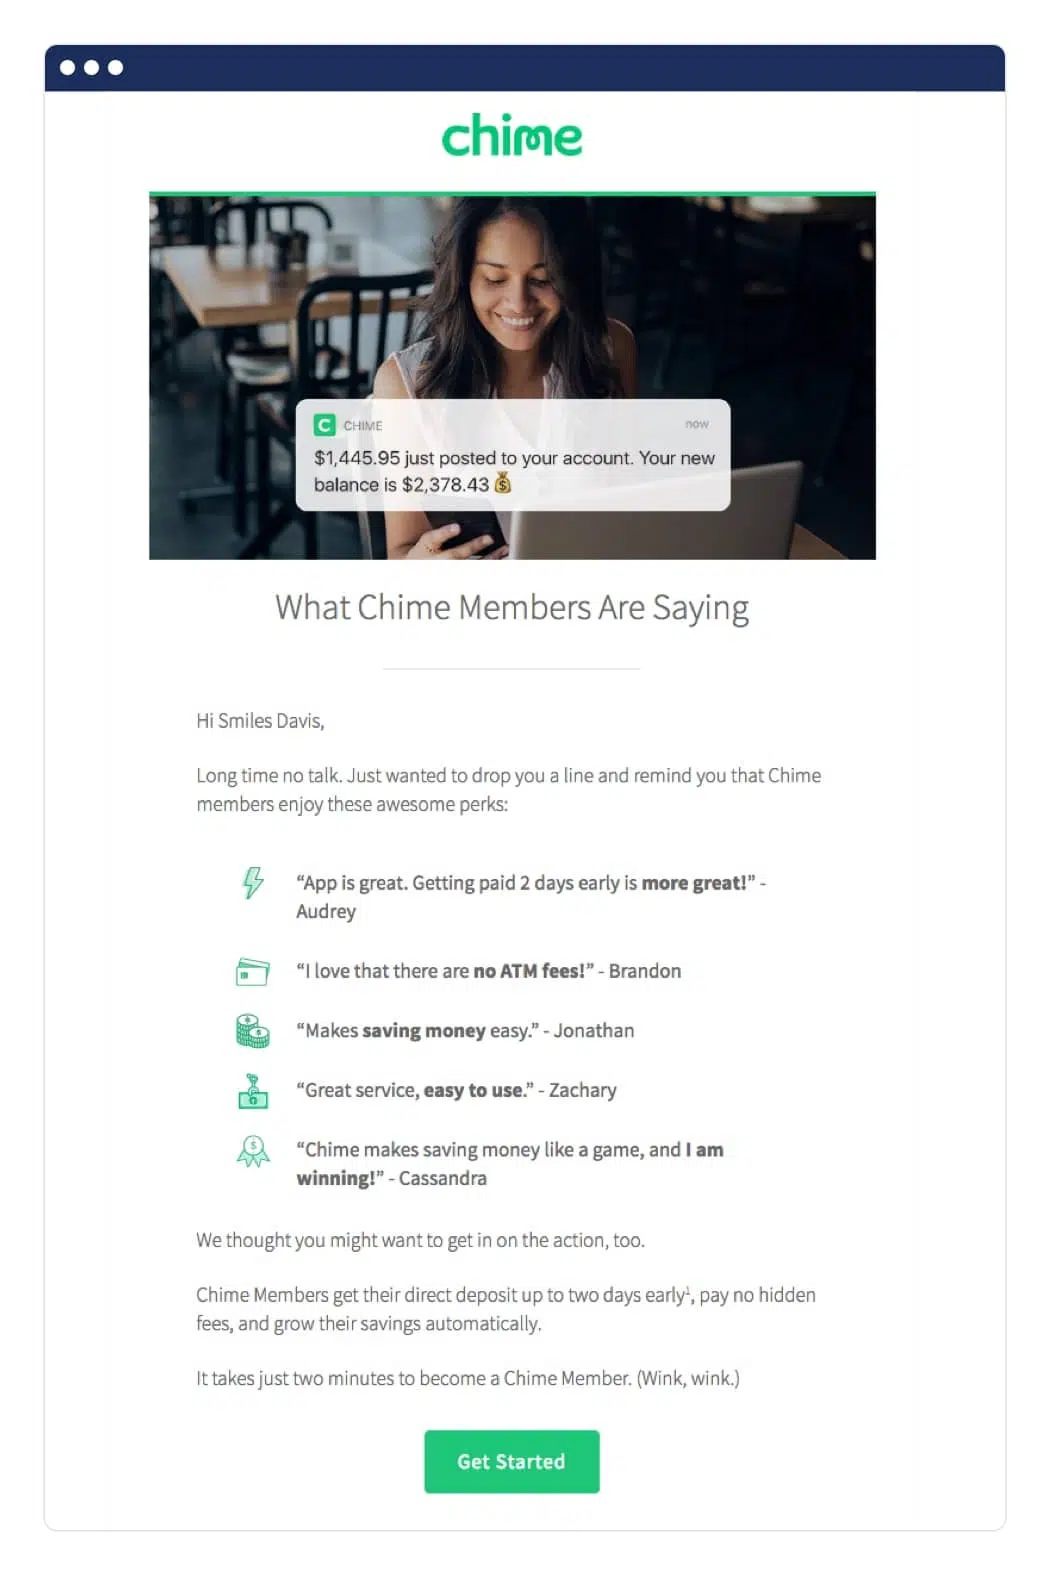 chime
C CHIME now
$1,445.95 just posted to your account. Your new
balance is $2,378.43
What Chime Members Are Saying
Hi Smiles Davis,
Long time no talk. Just wanted to drop you a line and remind you that Chime
members enjoy these awesome perks:
“App is great. Getting paid 2 days early is more great!” -
Audrey
“I love that there are no ATM fees!” - Brandon
“Makes saving money easy.” - Jonathan
“Great service, easy to use.” - Zachary
“Chime makes saving money like a game, and I am
winning!” - Cassandra
We thought you might want to get in on the action, too.
Chime Members get their direct deposit up to two days early¹, pay no hidden
fees, and grow their savings automatically.
It takes just two minutes to become a Chime Member. (Wink, wink.)
Get Started